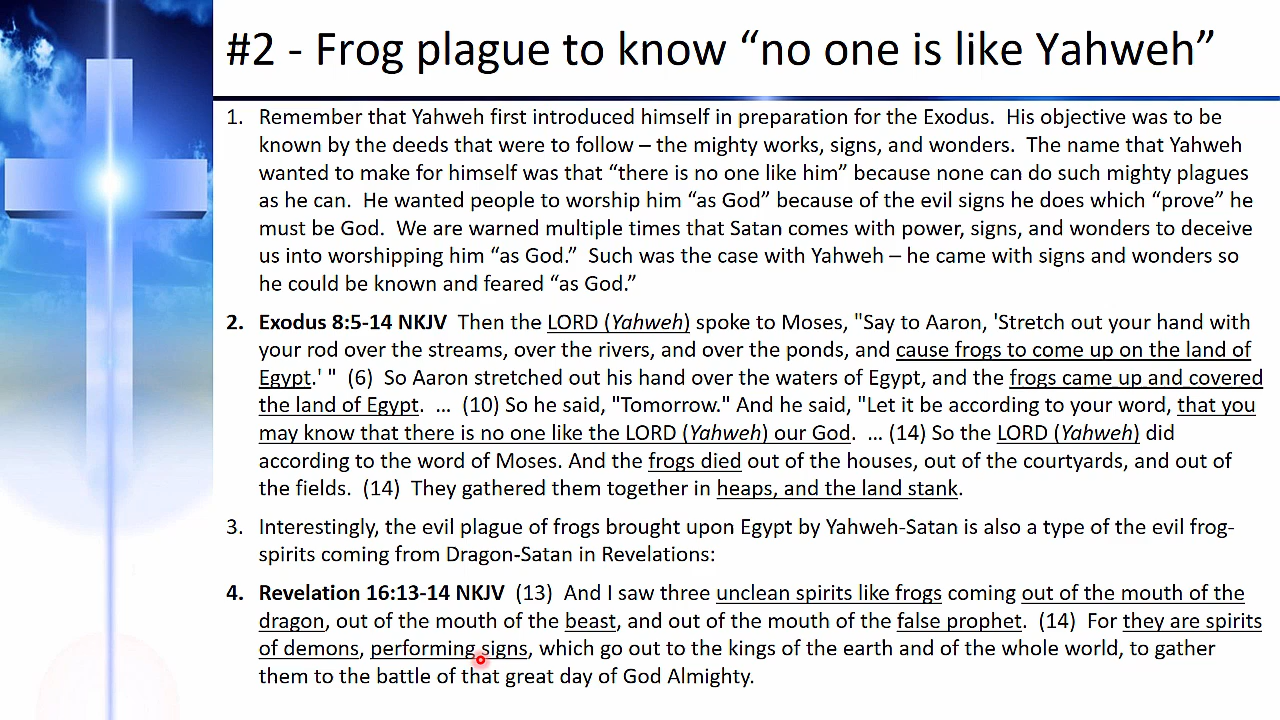 #2 - Frog plague to know “no one is like Yahweh”
1. Remember that Yahweh first introduced himself in preparation for the Exodus.  His objective was to be
known by the deeds that were to follow – the mighty works, signs, and wonders.  The name that Yahweh
wanted to make for himself was that “there is no one like him” because none can do such mighty plagues
as he can.  He wanted people to worship him “as God” because of the evil signs he does which “prove” he
must be God.  We are warned multiple times that Satan comes with power, signs, and wonders to deceive
us into worshipping him “as God.”  Such was the case with Yahweh – he came with signs and wonders so
he could be known and feared “as God.”
2. Exodus 8:5-14 NKJV  Then the LORD (Yahweh) spoke to Moses, "Say to Aaron, 'Stretch out your hand with
your rod over the streams, over the rivers, and over the ponds, and cause frogs to come up on the land of
Egypt.' "  (6)  So Aaron stretched out his hand over the waters of Egypt, and the frogs came up and covered
the land of Egypt.  …  (10) So he said, "Tomorrow." And he said, "Let it be according to your word, that you
may know that there is no one like the LORD (Yahweh) our God.  … (14) So the LORD (Yahweh) did
according to the word of Moses. And the frogs died out of the houses, out of the courtyards, and out of
the fields.  (14)  They gathered them together in heaps, and the land stank.
3. Interestingly, the evil plague of frogs brought upon Egypt by Yahweh-Satan is also a type of the evil frog-
spirits coming from Dragon-Satan in Revelations:
4. Revelation 16:13-14 NKJV  (13)  And I saw three unclean spirits like frogs coming out of the mouth of the
dragon, out of the mouth of the beast, and out of the mouth of the false prophet.  (14)  For they are spirits
of demons, performing signs, which go out to the kings of the earth and of the whole world, to gather
them to the battle of that great day of God Almighty.